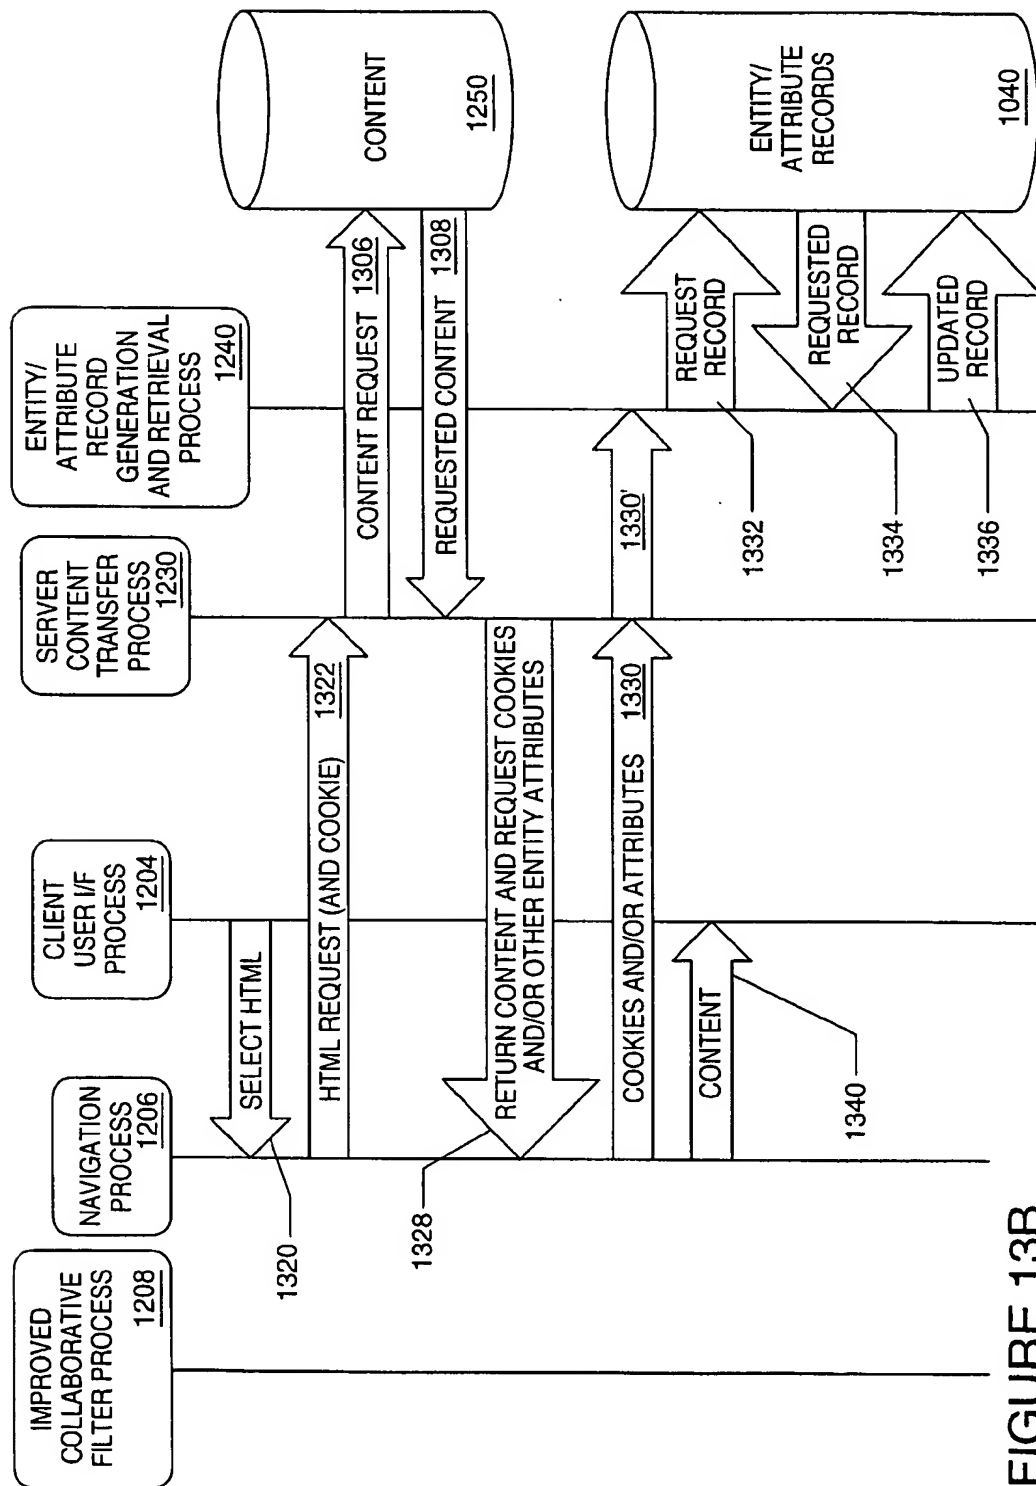 IMPROVED
COLLABORATIVE
FILTER PROCESS
1208
NAVIGATION
PROCESS
1206
CLIENT
USER I/F
PROCESS
1204
SERVER
CONTENT
TRANSFER
PROCESS
1230
ENTITY/
ATTRIBUTE
RECORD
GENERATION
AND RETRIEVAL
PROCESS
1240
SELECT HTML
1320
HTML REQUEST (AND COOKIE) 1322
CONTENT REQUEST 1306
REQUESTED CONTENT 1308
CONTENT
1250
RETURN CONTENT AND REQUEST COOKIES
AND/OR OTHER ENTITY ATTRIBUTES
1328
COOKIES AND/OR ATTRIBUTES 1330
1330'
CONTENT
1340
REQUEST
RECORD
1332
REQUESTED
RECORD
1334
UPDATED
RECORD
1336
ENTITY/
ATTRIBUTE
RECORDS
1040
FIGURE 13B